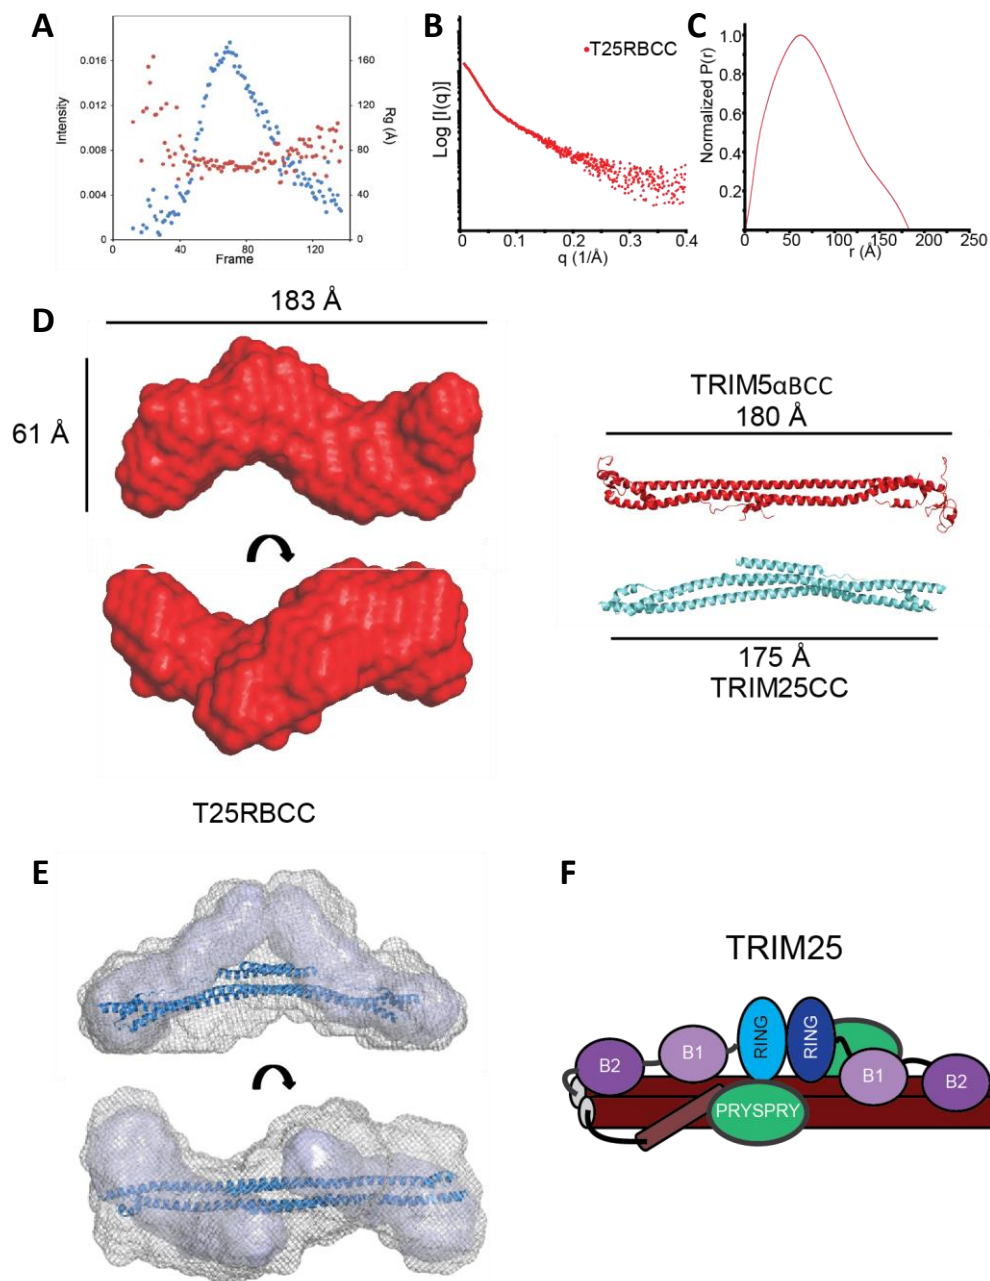 A
Intensity
0.016
0.012
0.008
0.004
0
0
40
80
120
Frame
160
120
80
40
0
Rg (Å)
B
T25RBCC
Log [I(q)]
0
0.1
0.2
0.3
0.4
q (1/Å)
C
Normalized P(r)
1.0
0.8
0.6
0.4
0.2
0
50
100
150
200
250
r (Å)
D
183 Å
61 Å
T25RBCC
TRIM5αBCC
180 Å
175 Å
TRIM25CC
E
F
TRIM25
B2
B1
RING
RING
B1
B2
PRYSPRY